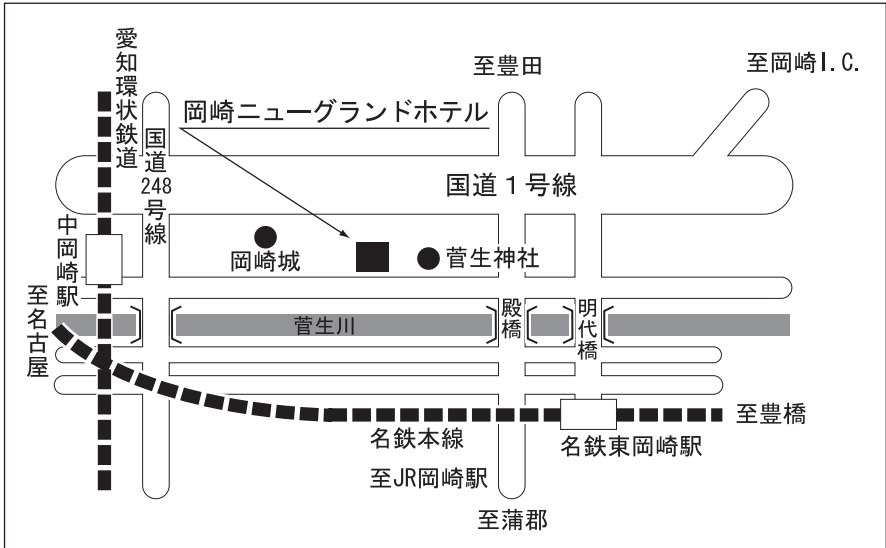 愛知環状鉄道
至豊田
至岡崎I.C.
岡崎ニューグランドホテル
国道248号線
国道1号線
中岡崎駅
岡崎城
菅生神社
至名古屋
菅生川
殿橋
明代橋
至豊橋
名鉄本線
名鉄東岡崎駅
至JR岡崎駅
至蒲郡